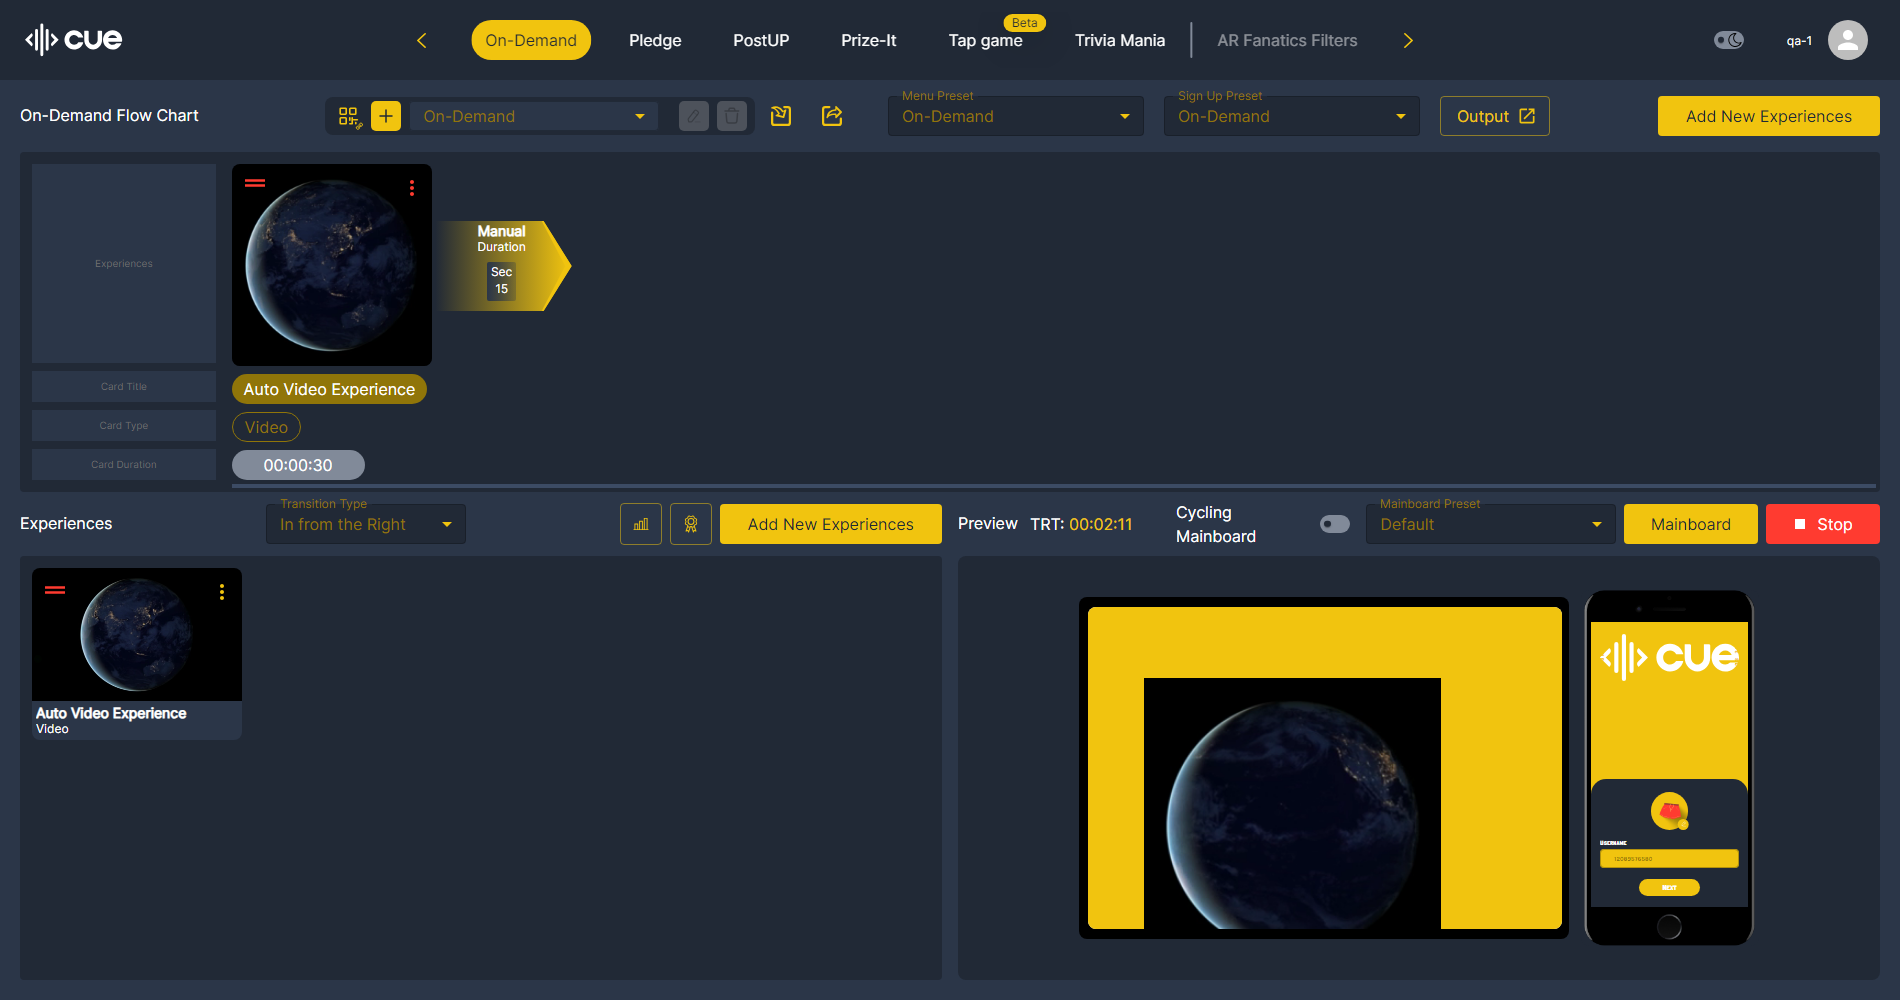 cue
On-Demand
Pledge
PostUP
Prize-It
Beta
Tap game
Trivia Mania
AR Fanatics Filters
qa-1
On-Demand Flow Chart
On-Demand
Menu Preset
On-Demand
Sign Up Preset
On-Demand
Output
Add New Experiences
Experiences
Manual
Duration
Sec
15
Card Title
Auto Video Experience
Card Type
Video
Card Duration
00:00:30
Experiences
Transition Type
In from the Right
Add New Experiences
Preview
TRT: 00:02:11
Cycling
Mainboard
Mainboard Preset
Default
Mainboard
Stop
Auto Video Experience
Video
cue
Username
NEXT